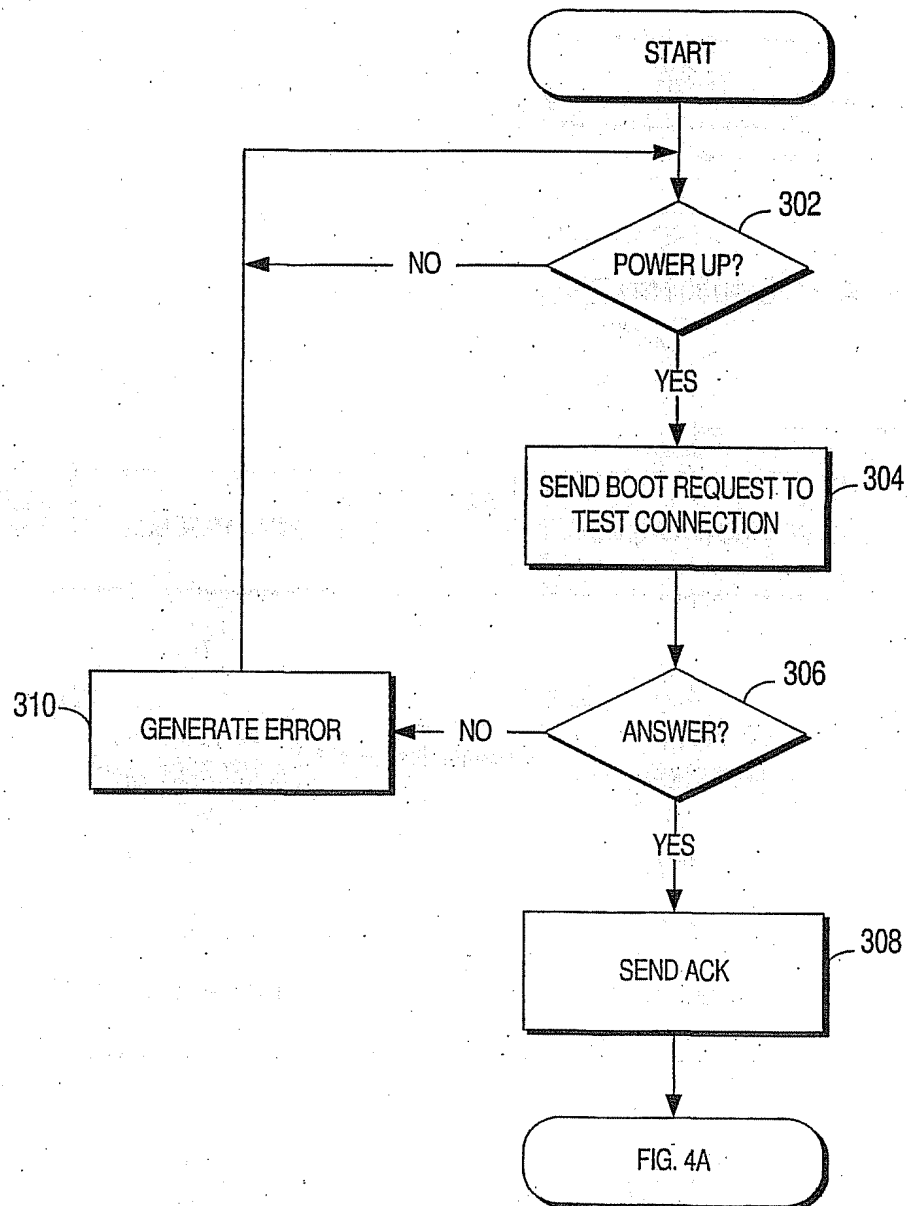 START
302
POWER UP?
NO
YES
SEND BOOT REQUEST TO
TEST CONNECTION
304
306
ANSWER?
NO
310
GENERATE ERROR
YES
308
SEND ACK
FIG. 4A